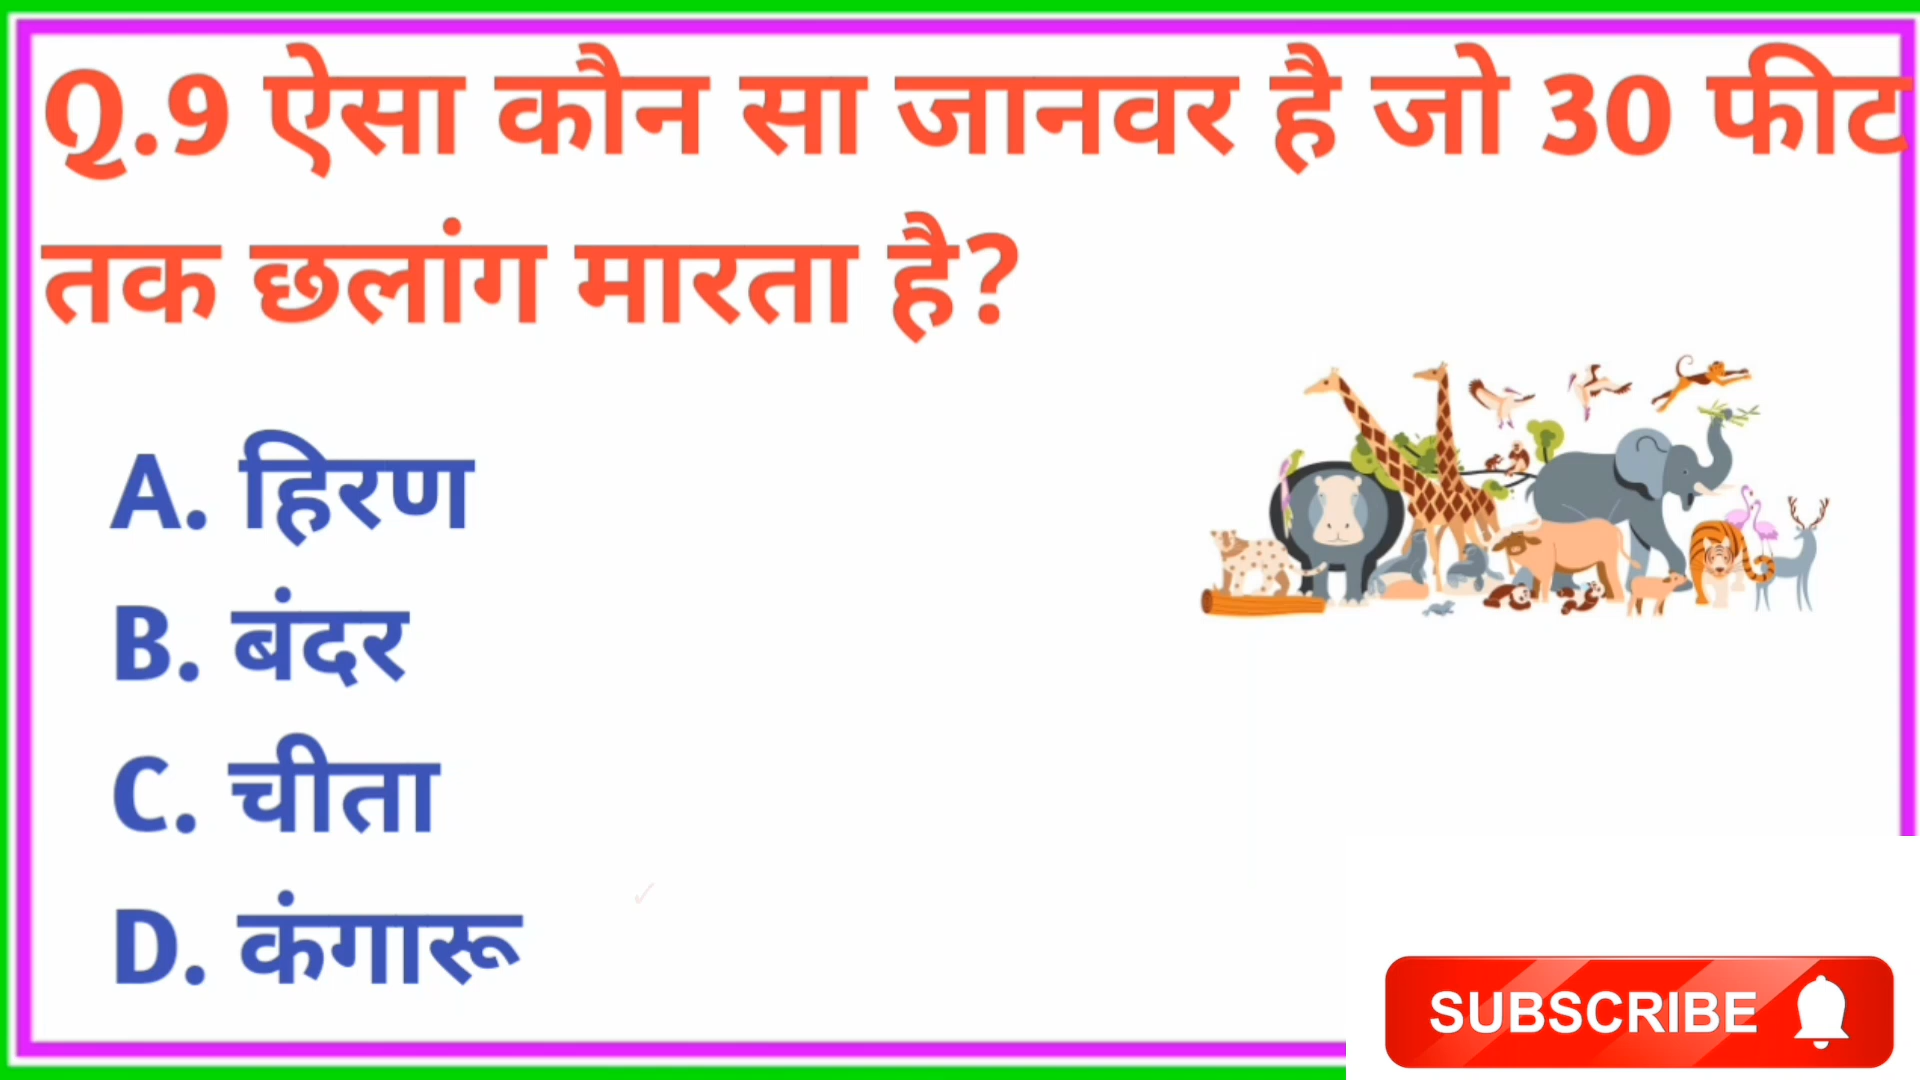 Q.9 ऐसा कौन सा जानवर है जो 30 फीट
तक छलांग मारता है?
A. हिरण
B. बंदर
C. चीता
D. कंगारू
SUBSCRIBE